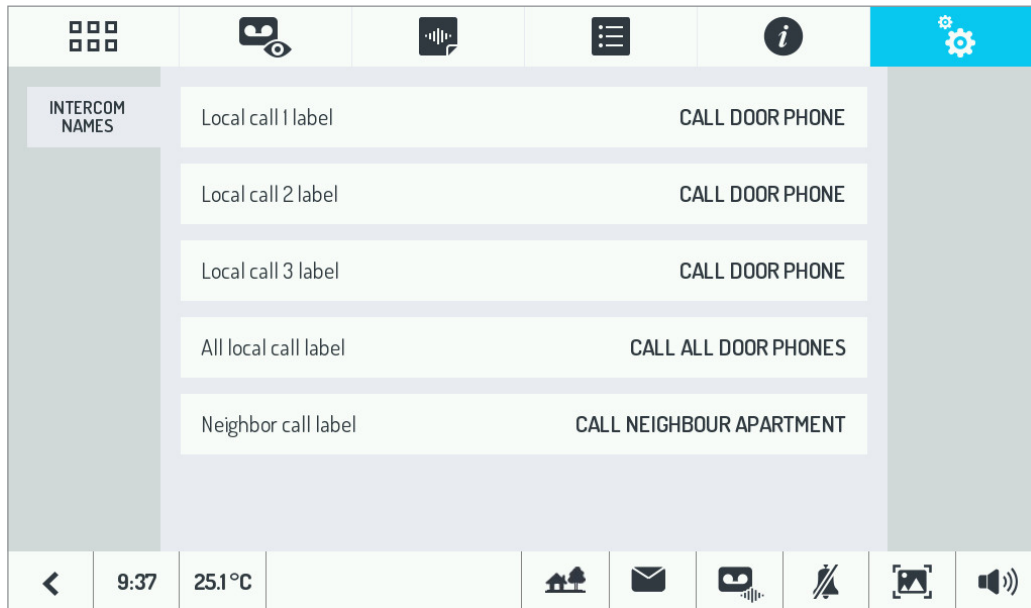 INTERCOM
NAMES
Local call 1 label CALL DOOR PHONE
Local call 2 label CALL DOOR PHONE
Local call 3 label CALL DOOR PHONE
All local call label CALL ALL DOOR PHONES
Neighbor call label CALL NEIGHBOUR APARTMENT
9:37 25.1 °C